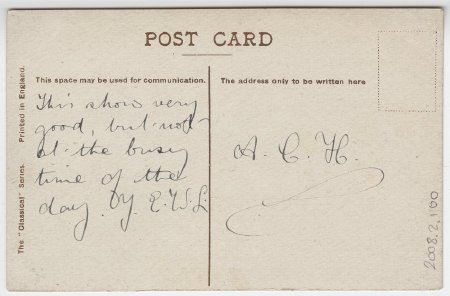 POST CARD
This space may be used for communication.
The address only to be written here
This shows very
good, but not
at the busy
time of the
day.
A. C. H.
The "Classical" Series. Printed in England.
2008.2,160